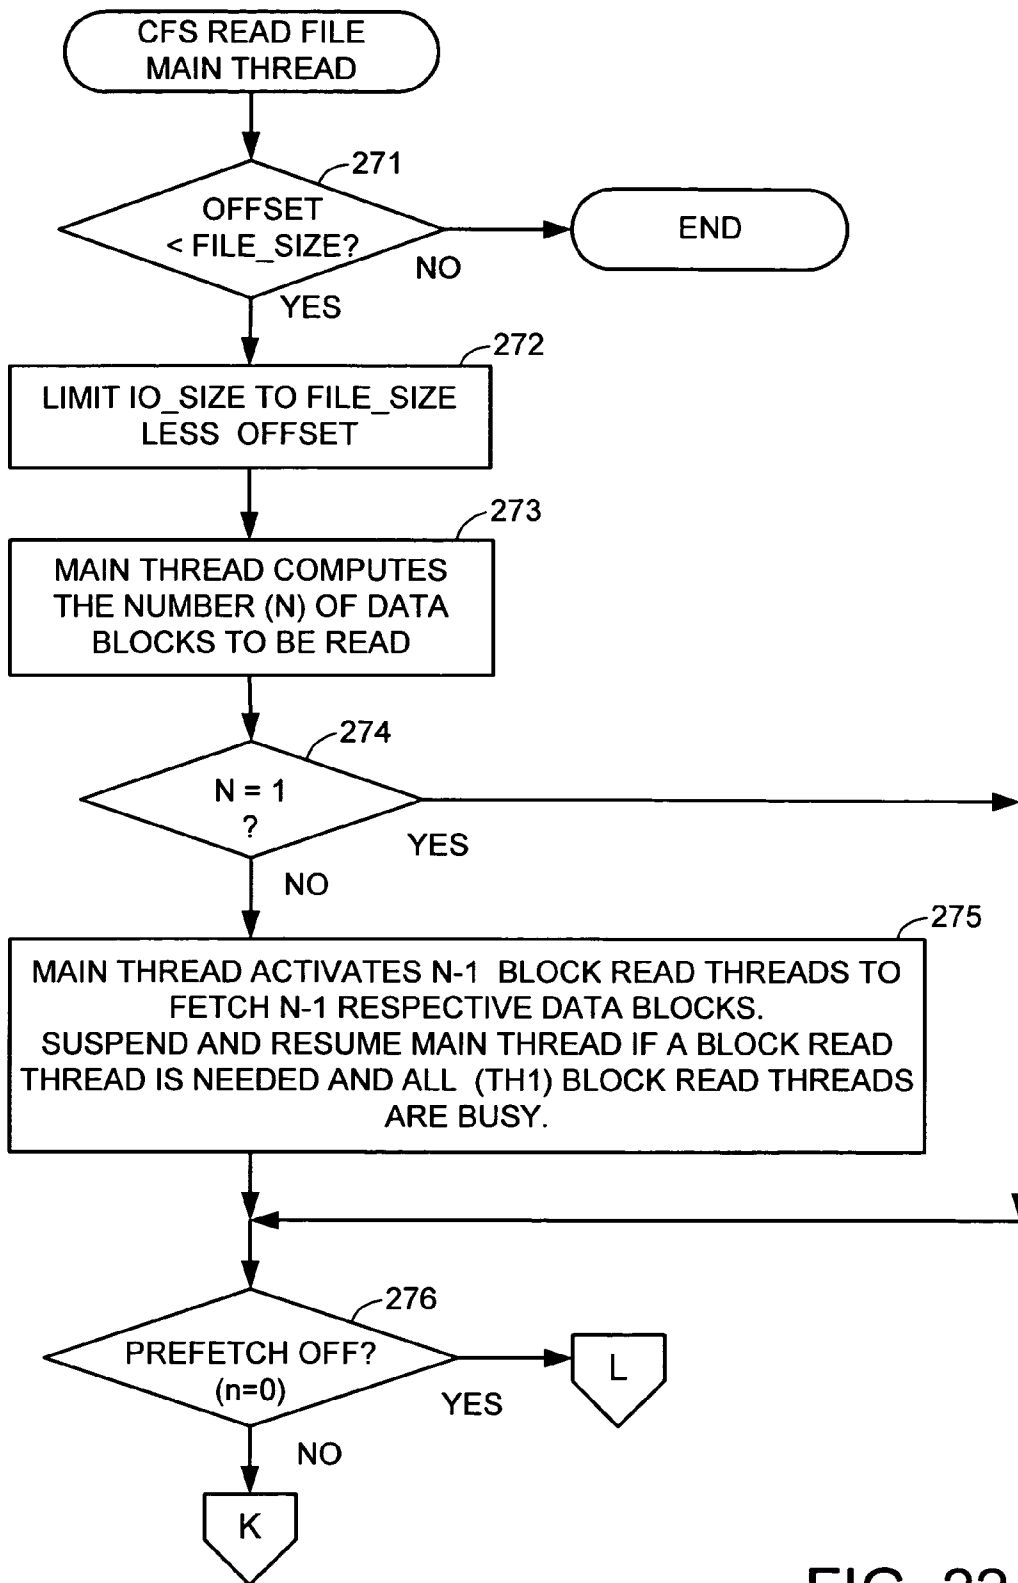 CFS READ FILE
MAIN THREAD
271
OFFSET
< FILE_SIZE?
END
NO
YES
272
LIMIT IO_SIZE TO FILE_SIZE
LESS OFFSET
273
MAIN THREAD COMPUTES
THE NUMBER (N) OF DATA
BLOCKS TO BE READ
274
N = 1
?
YES
NO
275
MAIN THREAD ACTIVATES N-1 BLOCK READ THREADS TO
FETCH N-1 RESPECTIVE DATA BLOCKS.
SUSPEND AND RESUME MAIN THREAD IF A BLOCK READ
THREAD IS NEEDED AND ALL (TH1) BLOCK READ THREADS
ARE BUSY.
276
PREFETCH OFF?
(n=0)
L
YES
NO
K